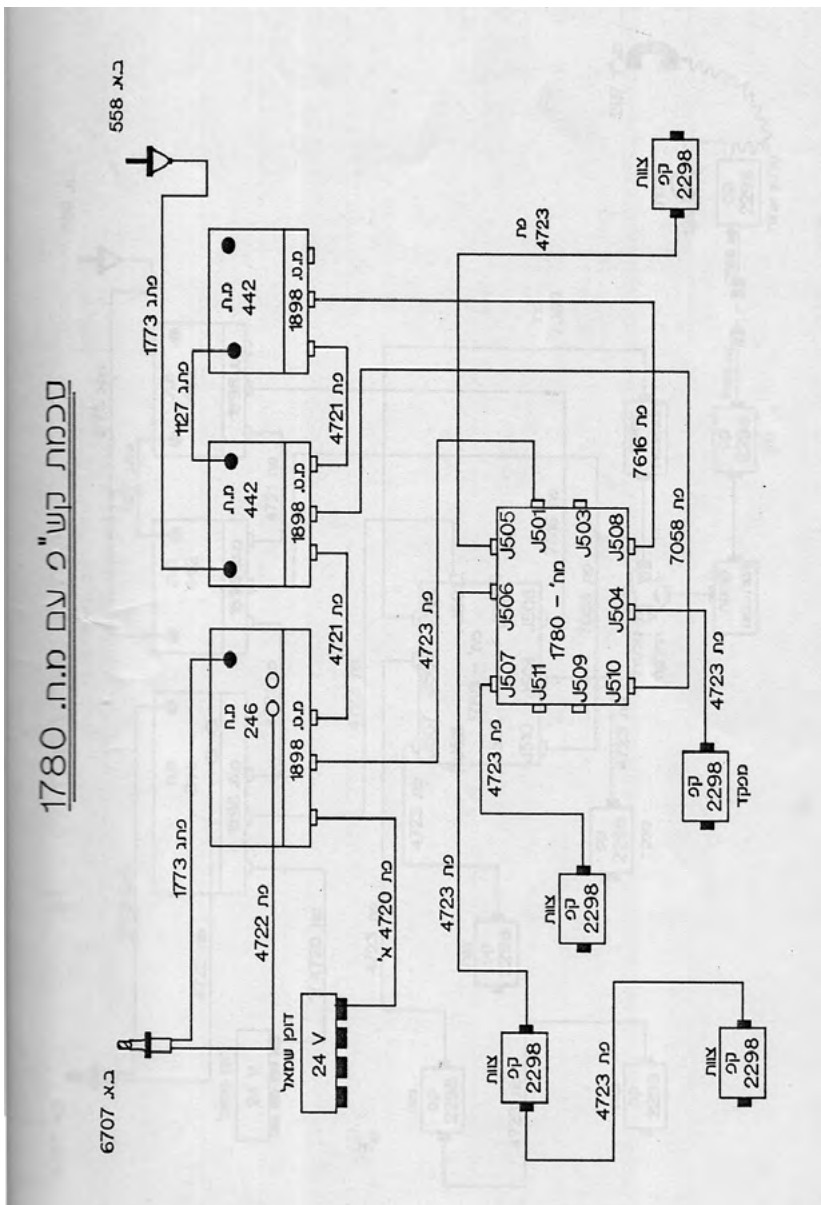 סכמת קש"פ עם מ.ח. 1780
ב.א. 6707
ב.א. 558
פתג 1773
פתג 1773
פתג 1127
פת 4722
מ.ח
246
מ.ט. 1898
מ.ח.
442
מ.ט. 1898
מ.ח.
442
מ.ט. 1898
דופן שמאל
24 V
פת 4720 א'
פת 4721
פת 4721
פת 4723
פת 4723
פת 4723
פת
4723
J507
J506
J505
J511
מח' – 1780
J501
J509
J503
J510
J504
J508
פת 7616
פת 7058
פת 4723
צוות
קפ
2298
צוות
קפ
2298
קפ
2298
מפקד
צוות
קפ
2298
פת 4723
צוות
קפ
2298